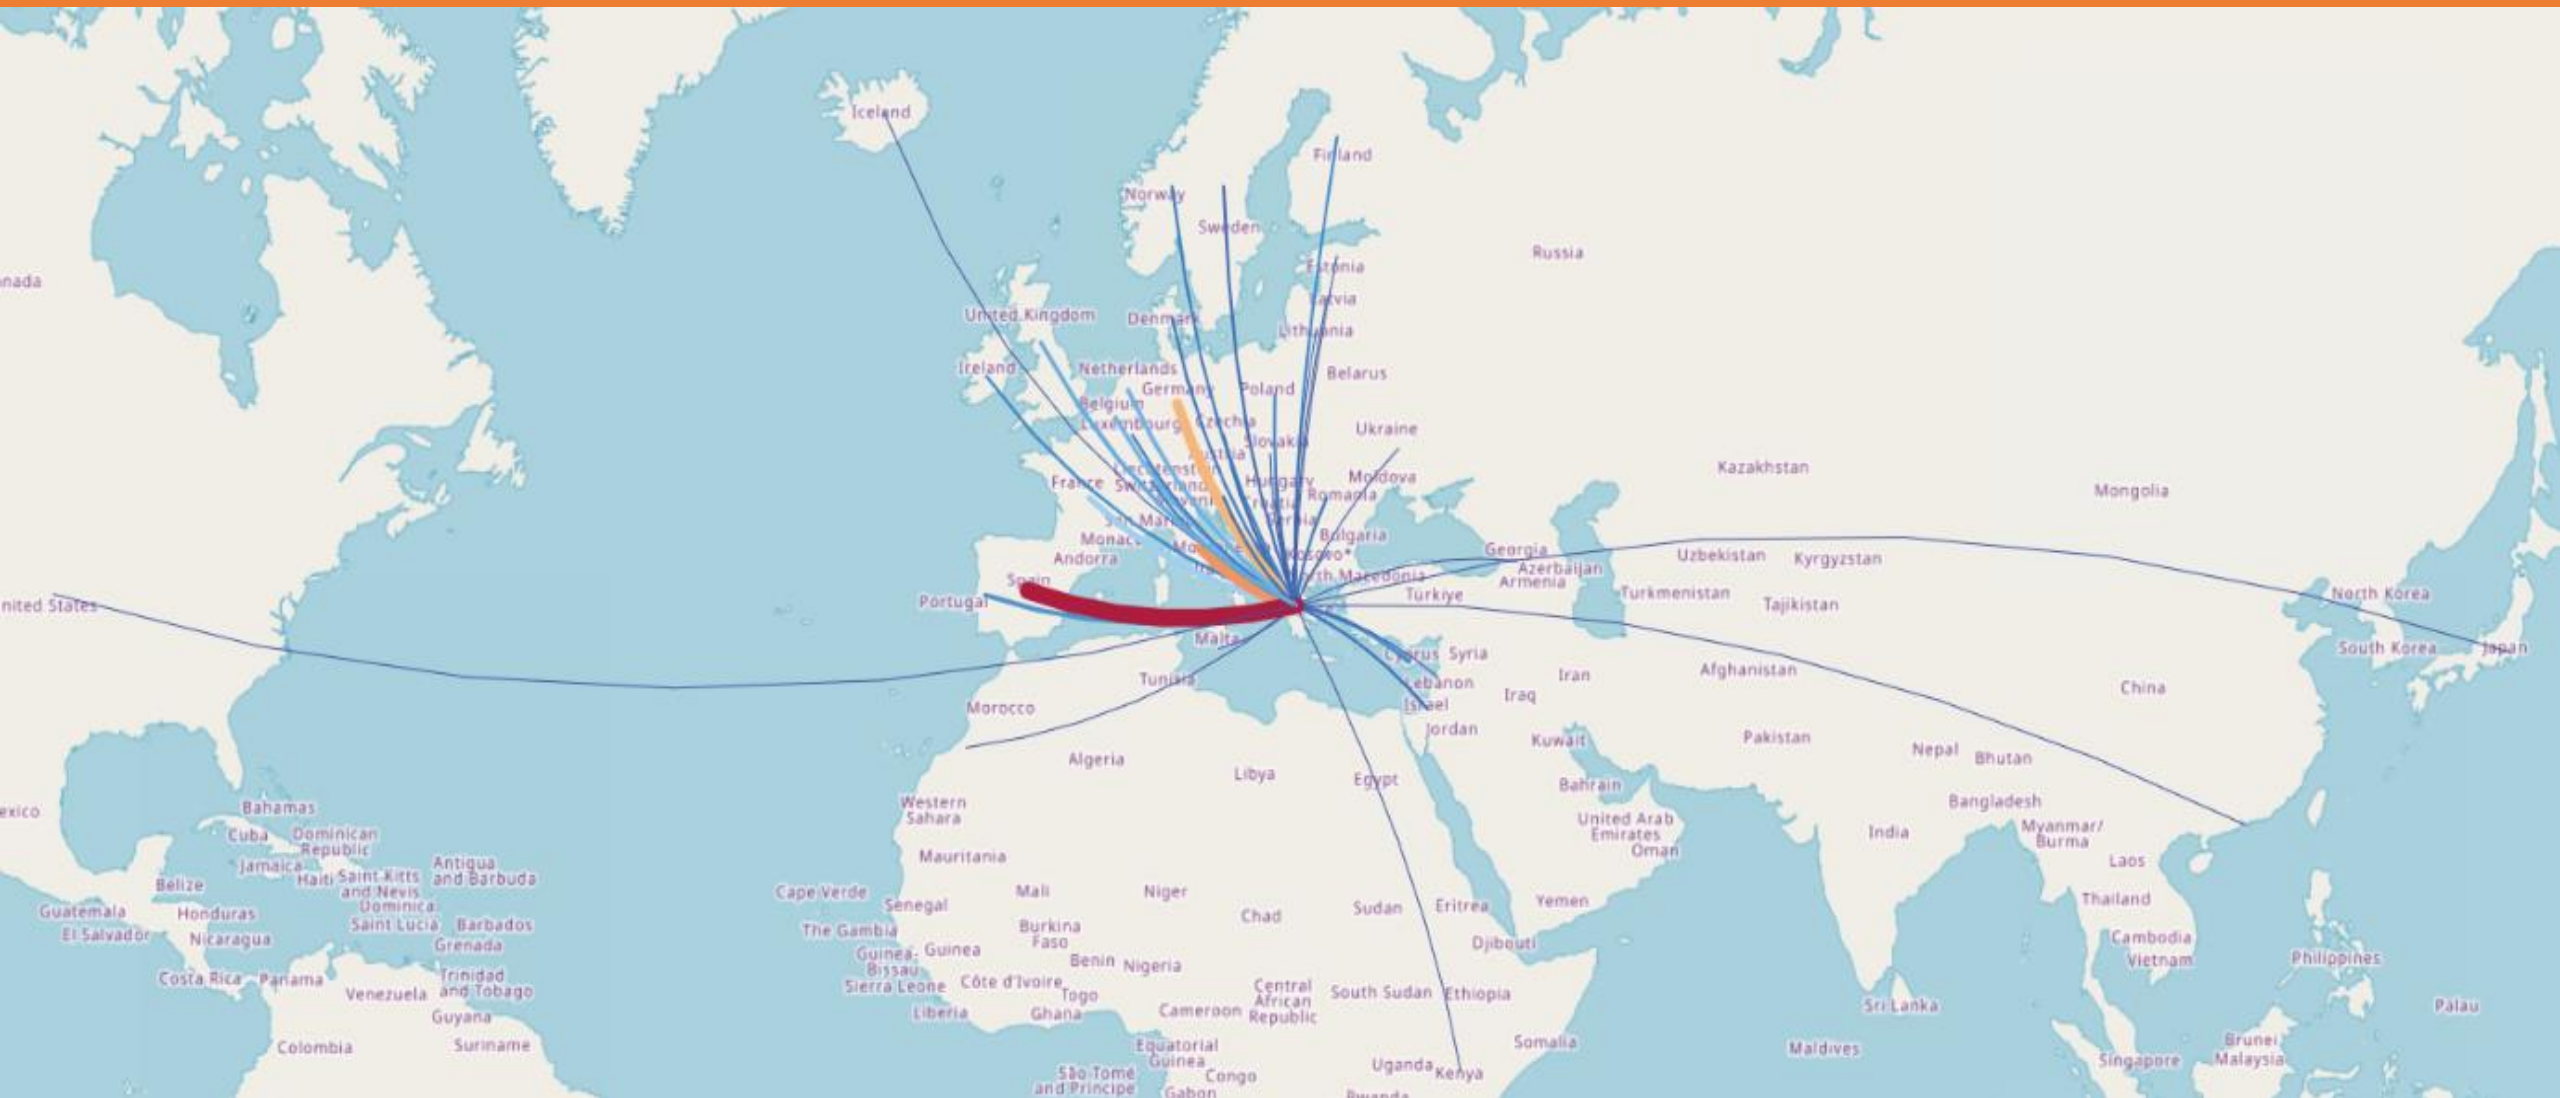 Iceland
Finland
Norway
Sweden
Russia
Estonia
nada
Latvia
United Kingdom
Denmark
Lithuania
Ireland
Netherlands
Belarus
Germany
Poland
Belgium
Luxembourg
Czechia
Ukraine
Slovakia
Kazakhstan
France
Hungary
Moldova
Mongolia
Romania
Monaco
Bulgaria
Kosovo*
Andorra
Georgia
Uzbekistan
Kyrgyzstan
Azerbaijan
Armenia
Spain
Portugal
Türkiye
Turkmenistan
Tajikistan
North Korea
nited States
Malta
South Korea
Japan
Cyprus
Syria
Tunisia
Lebanon
Iran
Iraq
Afghanistan
China
Morocco
Israel
Jordan
Kuwait
Pakistan
Nepal
Bhutan
Algeria
Libya
Egypt
Bahrain
Western
Sahara
Bangladesh
exico
Bahamas
Cuba
Dominican
Republic
United Arab
Emirates
Oman
India
Myanmar/
Burma
Laos
Mauritania
Jamaica
Haiti
Saint Kitts
and Nevis
Antigua
and Barbuda
Belize
Cape Verde
Senegal
Mali
Niger
Chad
Sudan
Eritrea
Yemen
Thailand
Dominica
Guatemala
Honduras
El Salvador
Nicaragua
Saint Lucia
Barbados
Grenada
The Gambia
Burkina
Faso
Djibouti
Cambodia
Vietnam
Philippines
Guinea-
Bissau
Guinea
Benin
Nigeria
Costa Rica
Panama
Venezuela
Trinidad
and Tobago
Sierra Leone
Côte d'Ivoire
Togo
Central
African
Republic
South Sudan
Ethiopia
Guyana
Liberia
Ghana
Cameroon
Sri Lanka
Palau
Colombia
Suriname
Equatorial
Guinea
Somalia
Maldives
Brunei
Malaysia
Singapore
São Tomé
and Príncipe
Congo
Gabon
Uganda
Kenya